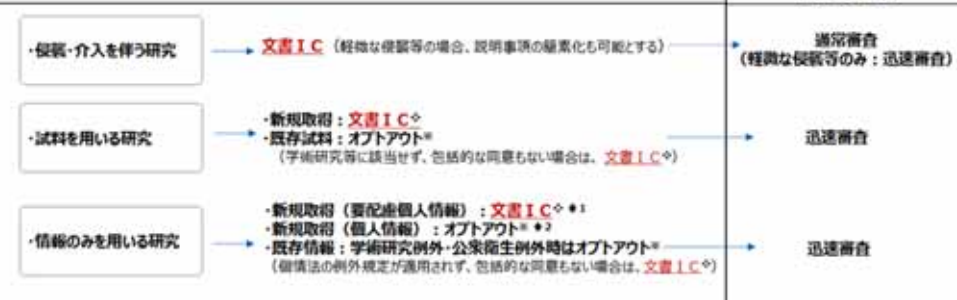 ・侵襲・介入を伴う研究
文書IC（軽微な侵襲等の場合、説明事項の簡素化も可能とする）
通常審査
（軽微な侵襲等のみ：迅速審査）
・試料を用いる研究
・新規取得：文書IC◇
・既存試料：オプトアウト※
（学術研究等に該当せず、包括的な同意もない場合は、文書IC◇）
迅速審査
・情報のみを用いる研究
・新規取得（要配慮個人情報）：文書IC◇ ◆1
・新規取得（個人情報）：オプトアウト※ ◆2
・既存情報：学術研究例外・公衆衛生例外時はオプトアウト※
（個情法の例外規定が適用されず、包括的な同意もない場合は、文書IC◇）
迅速審査